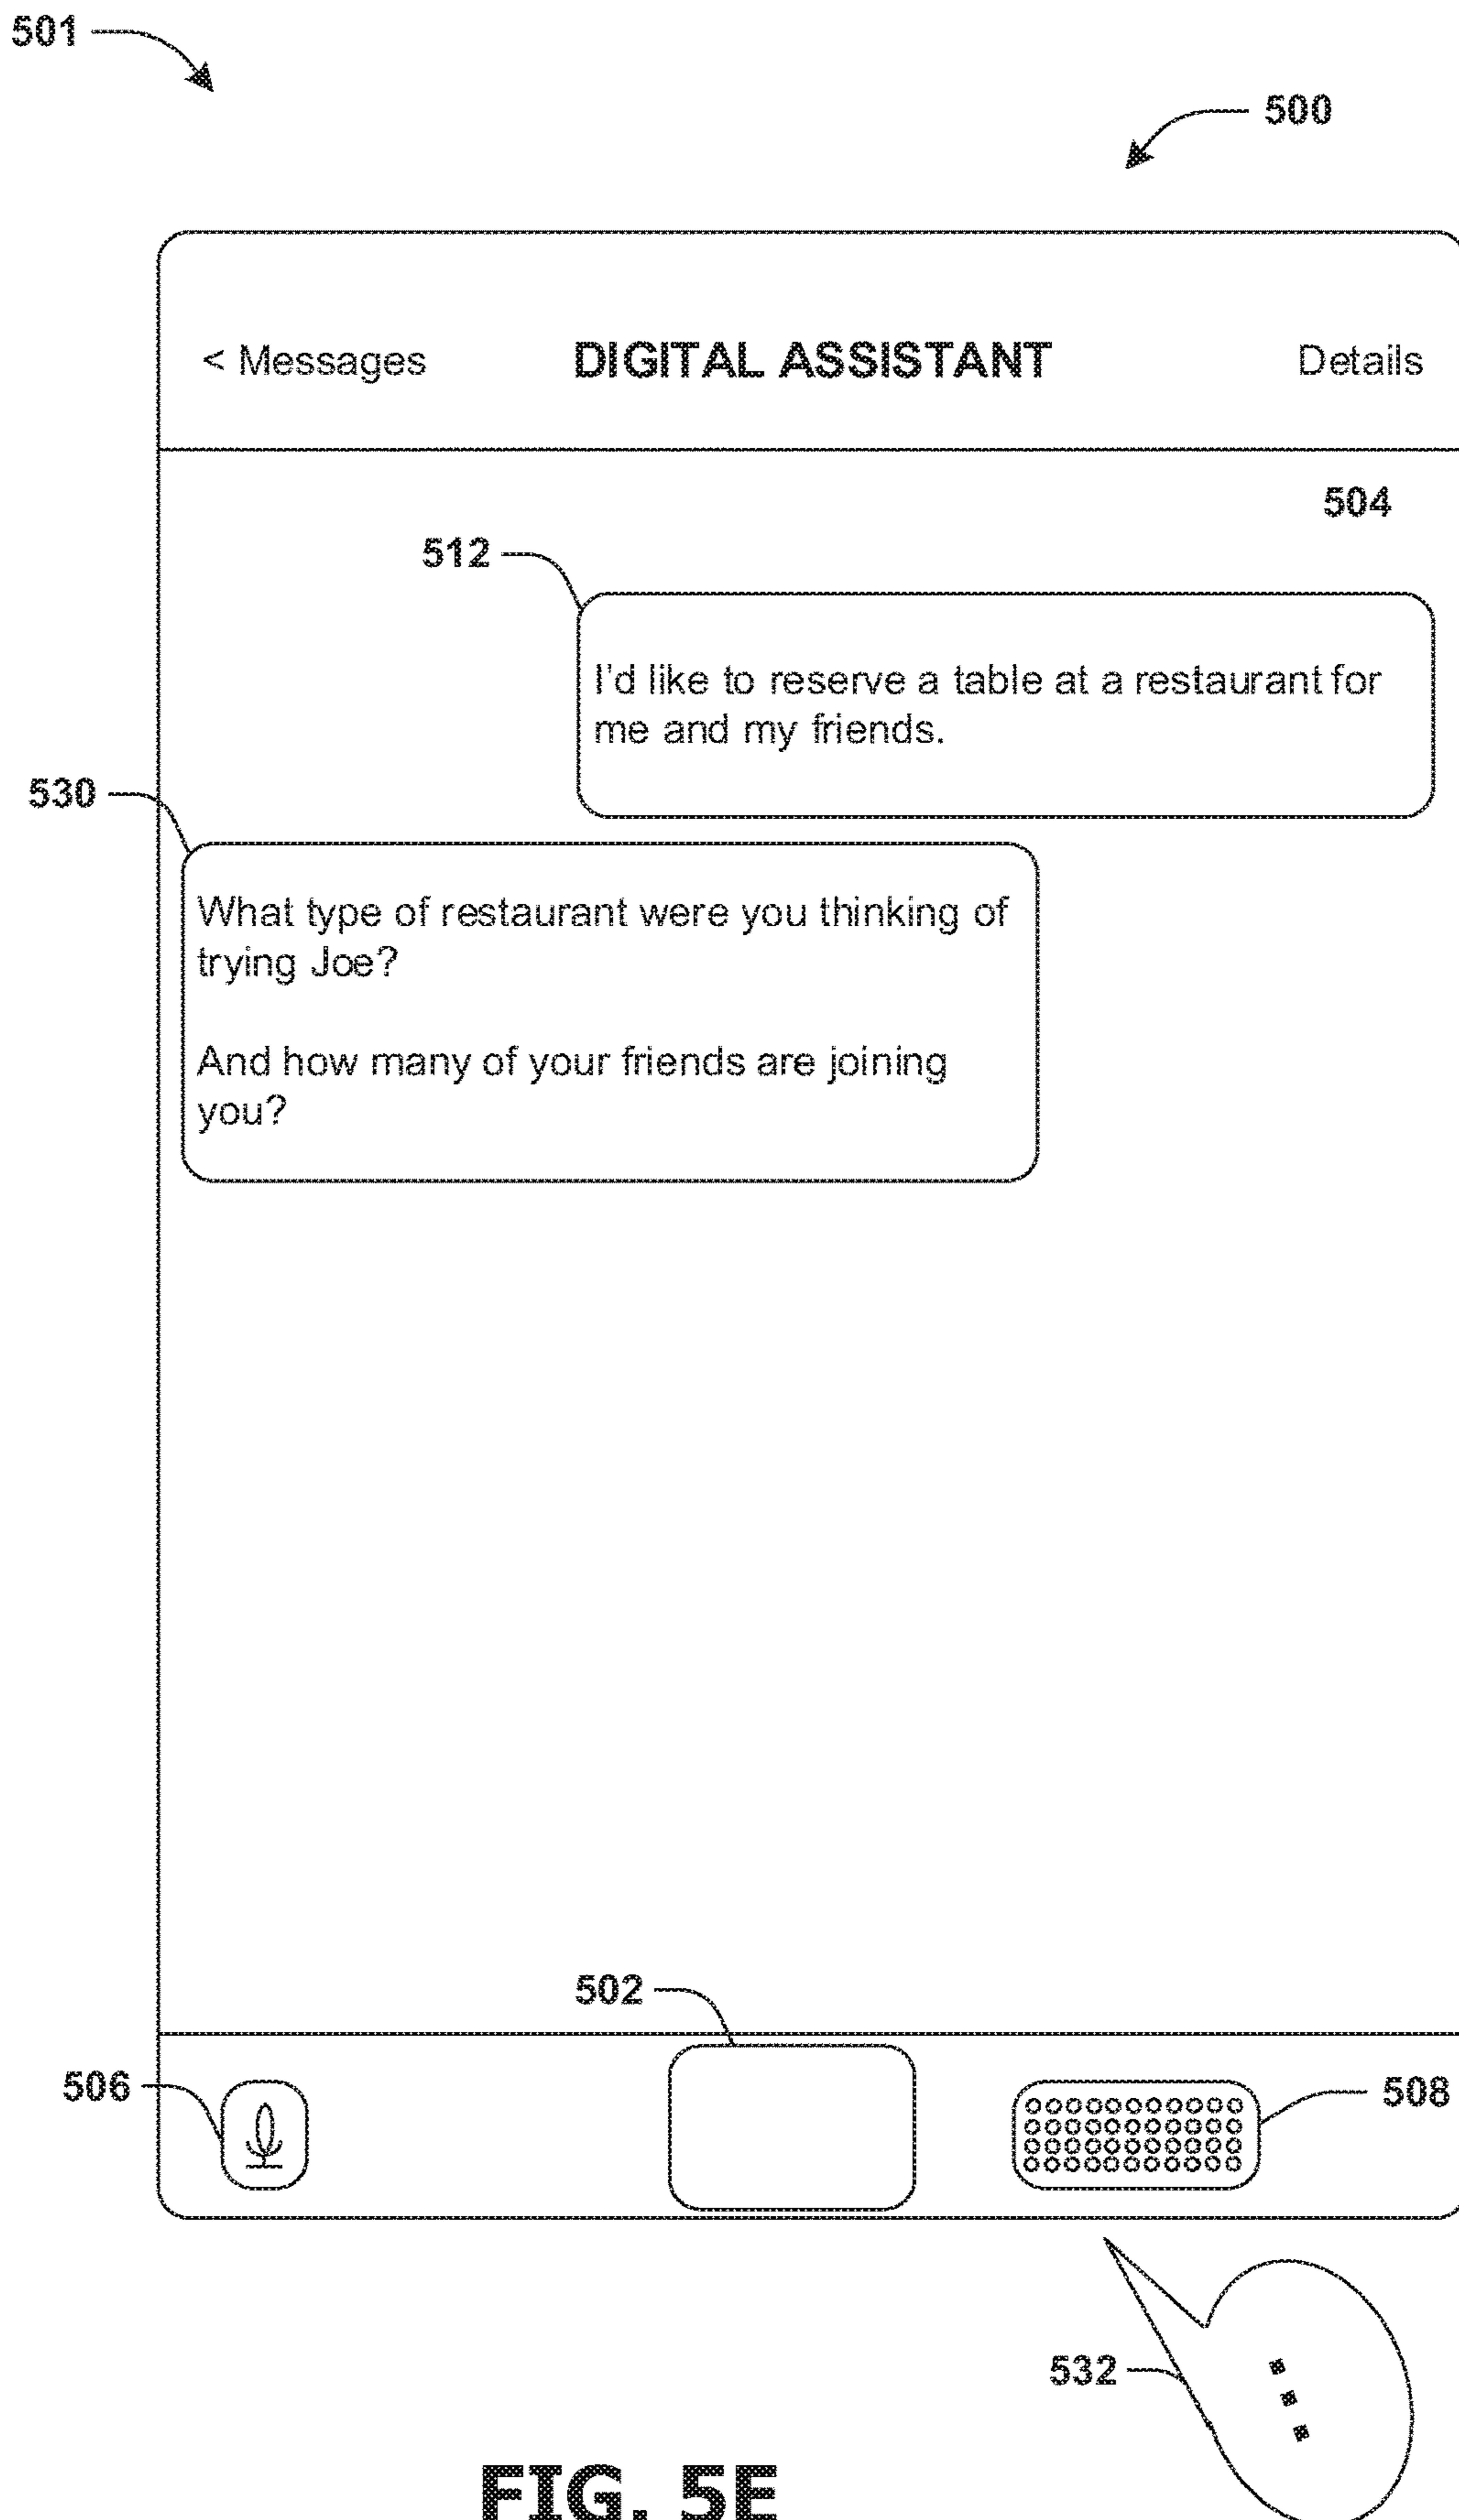 501
500
< Messages DIGITAL ASSISTANT Details
504
512
I'd like to reserve a table at a restaurant for
me and my friends.
530
What type of restaurant were you thinking of
trying Joe?
And how many of your friends are joining
you?
502
506
508
532
FIG. 5E